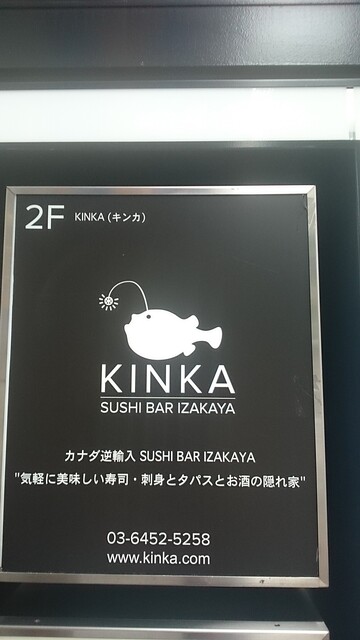 2F KINKA (キンカ)
KINKA
SUSHI BAR IZAKAYA
カナダ逆輸入 SUSHI BAR IZAKAYA
"気軽に美味しい寿司・刺身とタパスとお酒の隠れ家"
03-6452-5258
www.kinka.com